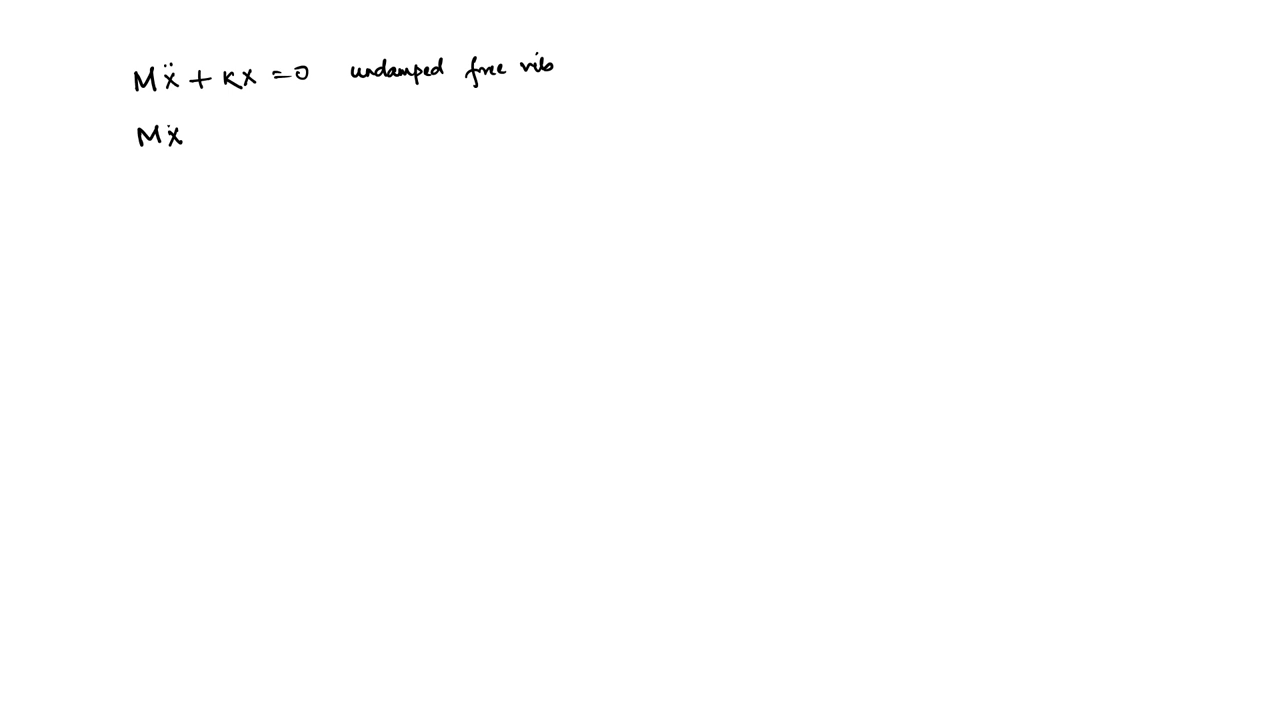 Mẍ + Kx = 0 undamped free vib
Mẍ